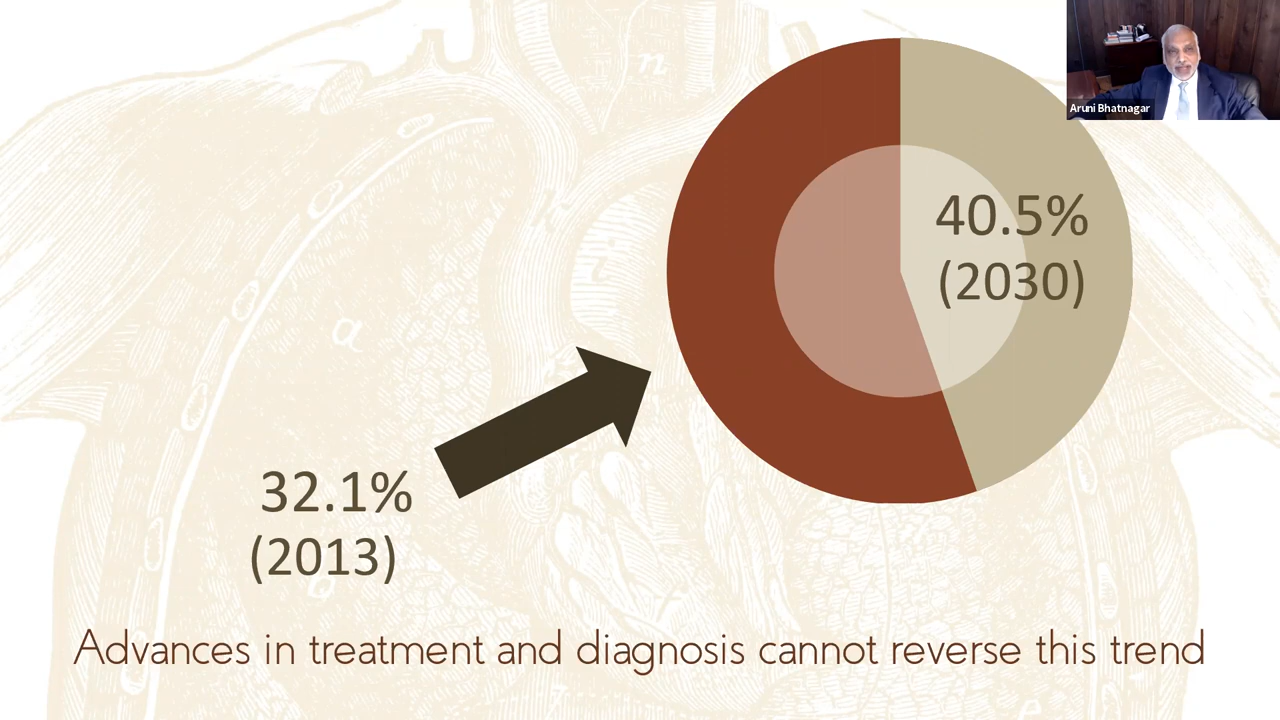 Aruni Bhatnagar
n
k
i
a
40.5%
(2030)
32.1%
(2013)
Advances in treatment and diagnosis cannot reverse this trend